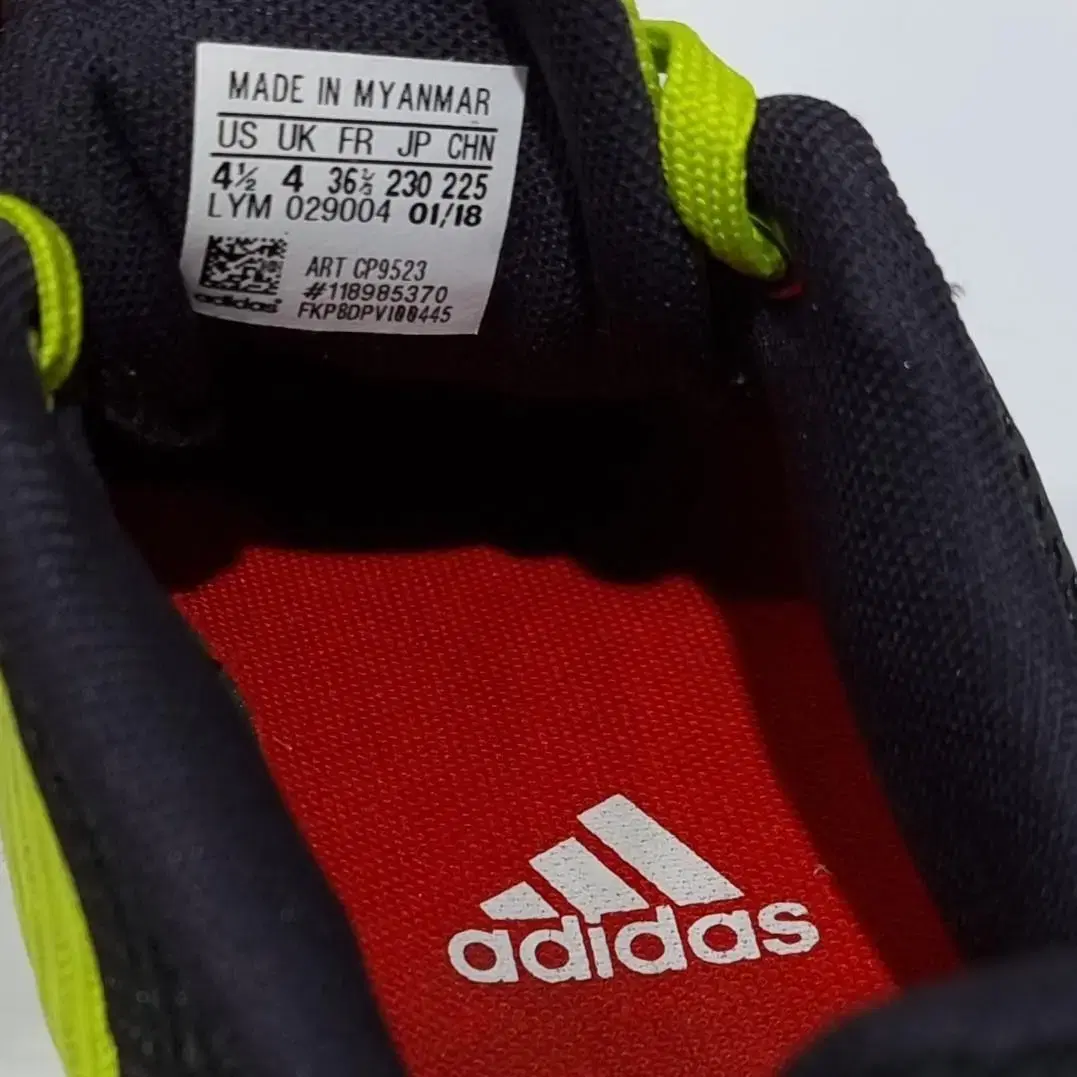 MADE IN MYANMAR
US UK FR JP CHN
4½ 4 36⅔ 230 225
LYM 029004 01/18
ART CP9523
#118985370
adidas
FKPBDPV100445
adidas